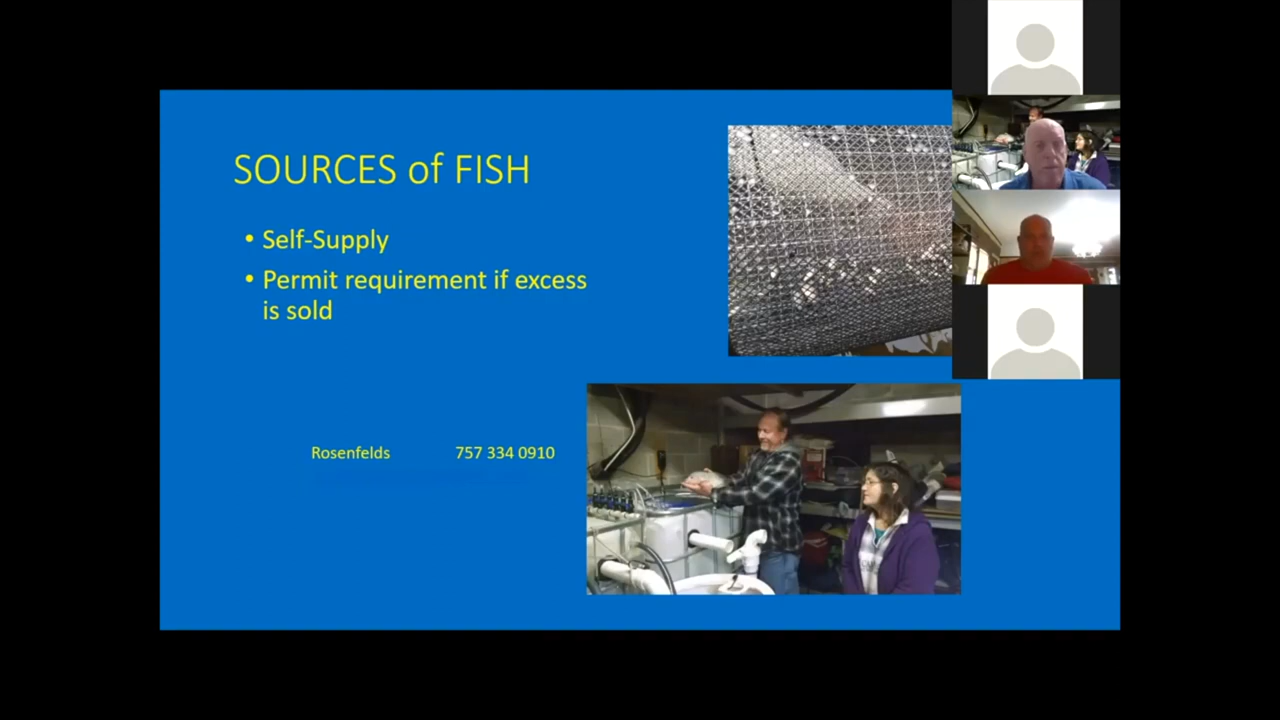 SOURCES of FISH
• Self-Supply
• Permit requirement if excess
is sold
Rosenfelds 757 334 0910